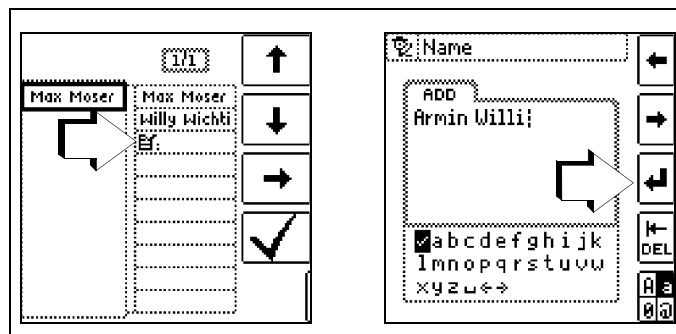 1/1
Max Moser
Max Moser
Willy Wichti
Name
ADD
Armin Willi
abcdefghijk
lmnopqrstuvw
xyz
DEL
A a
0 @